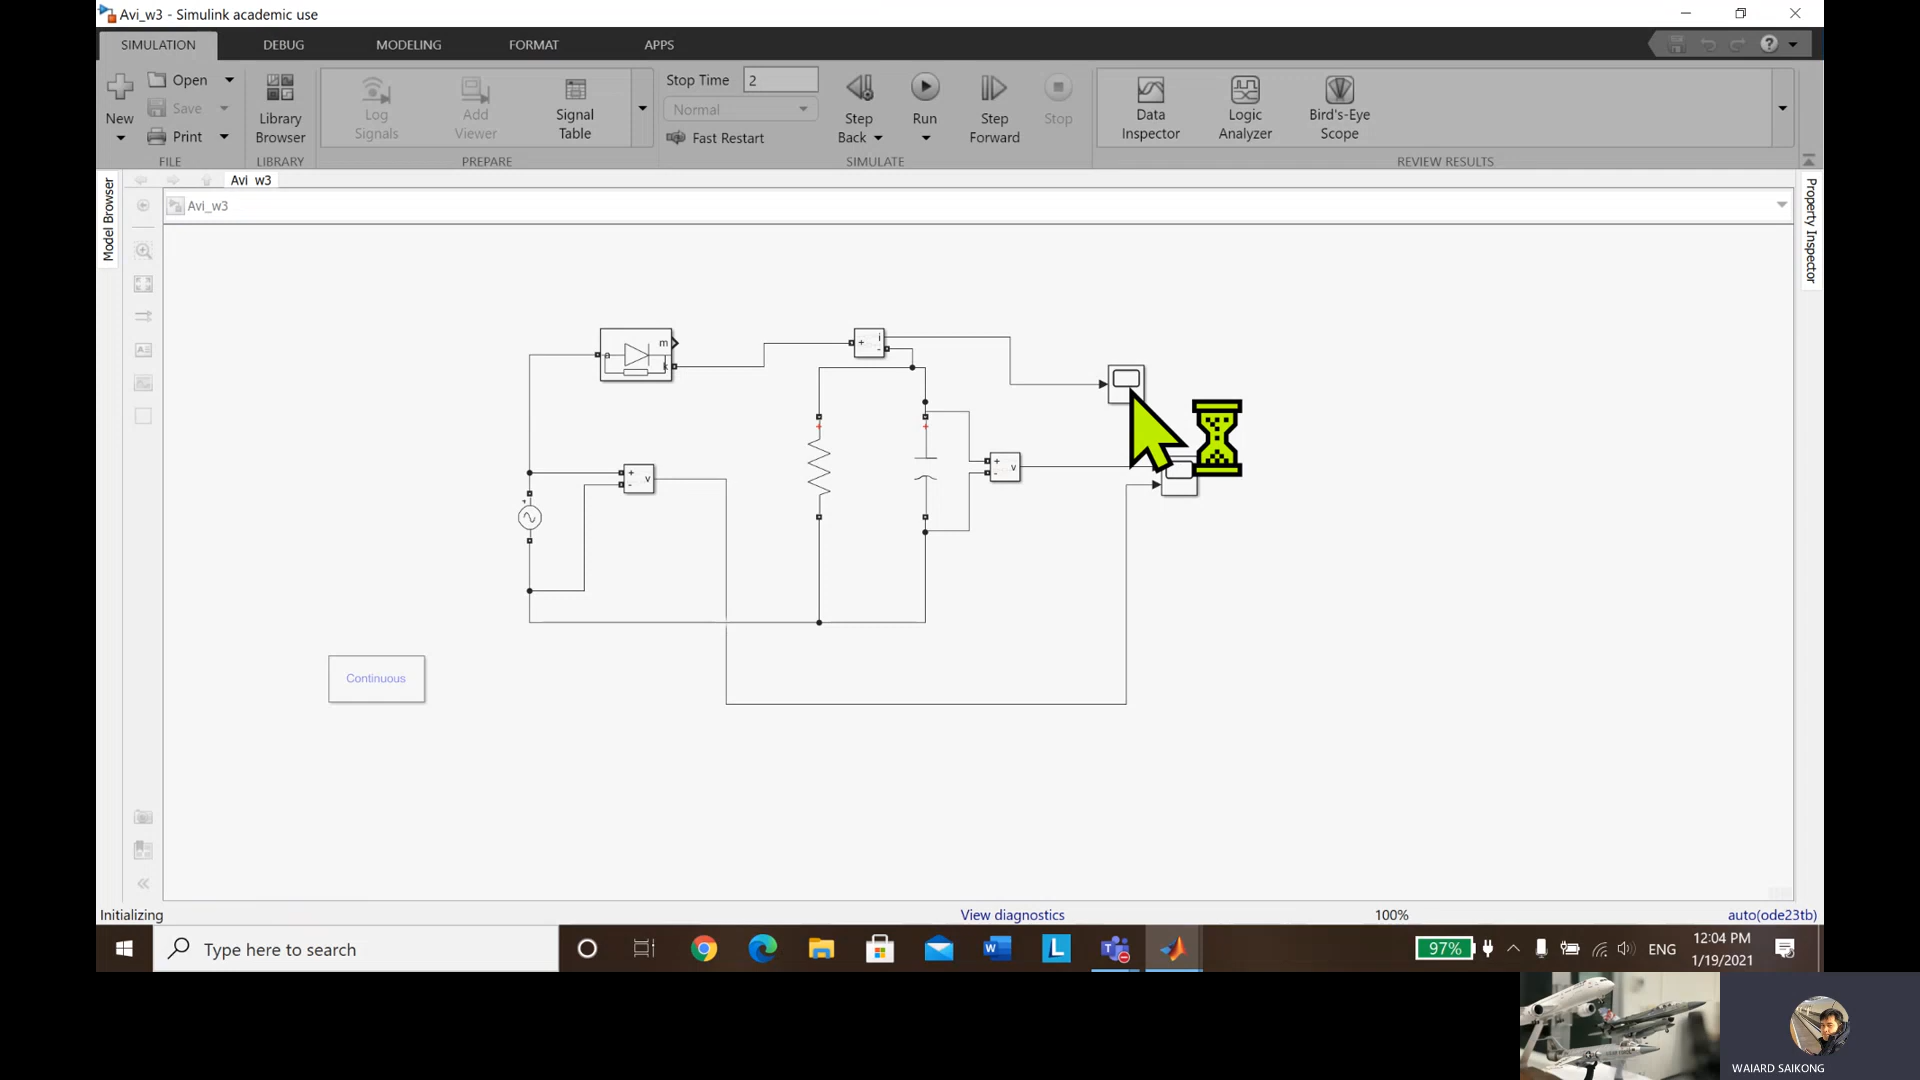 Avi_w3 - Simulink academic use
SIMULATION DEBUG MODELING FORMAT APPS
New
Open
Save
Print
FILE
Library
Browser
LIBRARY
Log
Signals
Add
Viewer
Signal
Table
PREPARE
Stop Time 2
Normal
Fast Restart
Step
Back
Run
Step
Forward
Stop
SIMULATE
Data
Inspector
Logic
Analyzer
Bird's-Eye
Scope
REVIEW RESULTS
Model Browser
Property Inspector
Avi_w3
Avi_w3
a
m
k
+
i
-
+
-
v
+
+
+
-
v
+
Continuous
Initializing
View diagnostics
100%
auto(ode23tb)
Type here to search
97%
ENG
12:04 PM
1/19/2021
WAIARD SAIKONG